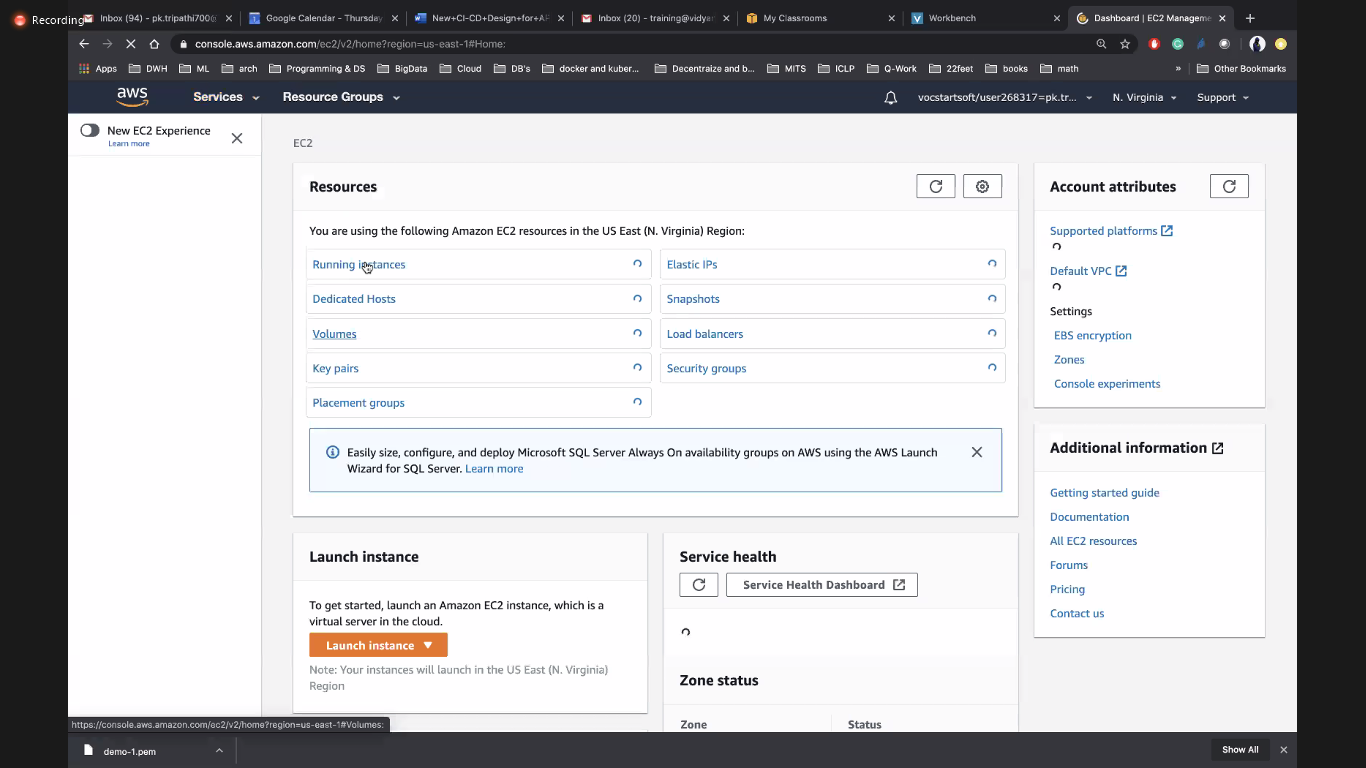 Recording
Inbox (94) - pk.tripathi700@
Google Calendar - Thursday
New+CI-CD+Design+for+AF
Inbox (20) - training@vidyar
My Classrooms
Workbench
Dashboard | EC2 Manageme
console.aws.amazon.com/ec2/v2/home?region=us-east-1#Home:
Apps
DWH
ML
arch
Programming & DS
BigData
Cloud
DB's
docker and kuber...
Decentraize and b...
MITS
ICLP
Q-Work
22feet
books
math
»
Other Bookmarks
aws
Services
Resource Groups
vocstartsoft/user268317=pk.tr...
N. Virginia
Support
New EC2 Experience
Learn more
EC2
Resources
You are using the following Amazon EC2 resources in the US East (N. Virginia) Region:
Running instances
Elastic IPs
Dedicated Hosts
Snapshots
Volumes
Load balancers
Key pairs
Security groups
Placement groups
Easily size, configure, and deploy Microsoft SQL Server Always On availability groups on AWS using the AWS Launch
Wizard for SQL Server. Learn more
Account attributes
Supported platforms
Default VPC
Settings
EBS encryption
Zones
Console experiments
Additional information
Getting started guide
Documentation
All EC2 resources
Forums
Pricing
Contact us
Launch instance
To get started, launch an Amazon EC2 instance, which is a
virtual server in the cloud.
Launch instance
Note: Your instances will launch in the US East (N. Virginia)
Region
Service health
Service Health Dashboard
Zone status
Zone
Status
https://console.aws.amazon.com/ec2/v2/home?region=us-east-1#Volumes:
demo-1.pem
Show All